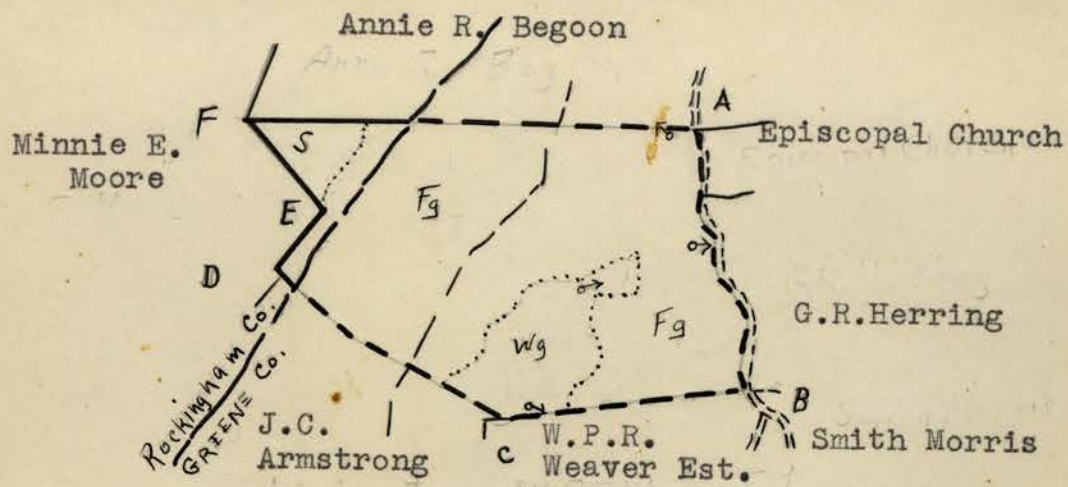 Annie R. Begoon
A
F
S
Episcopal Church
Minnie E.
Moore
Fg
E
D
Fg
G.R.Herring
Wg
Rockingham Co.
GREENE Co.
B
J.C.
Armstrong
C
W.P.R.
Weaver Est.
Smith Morris